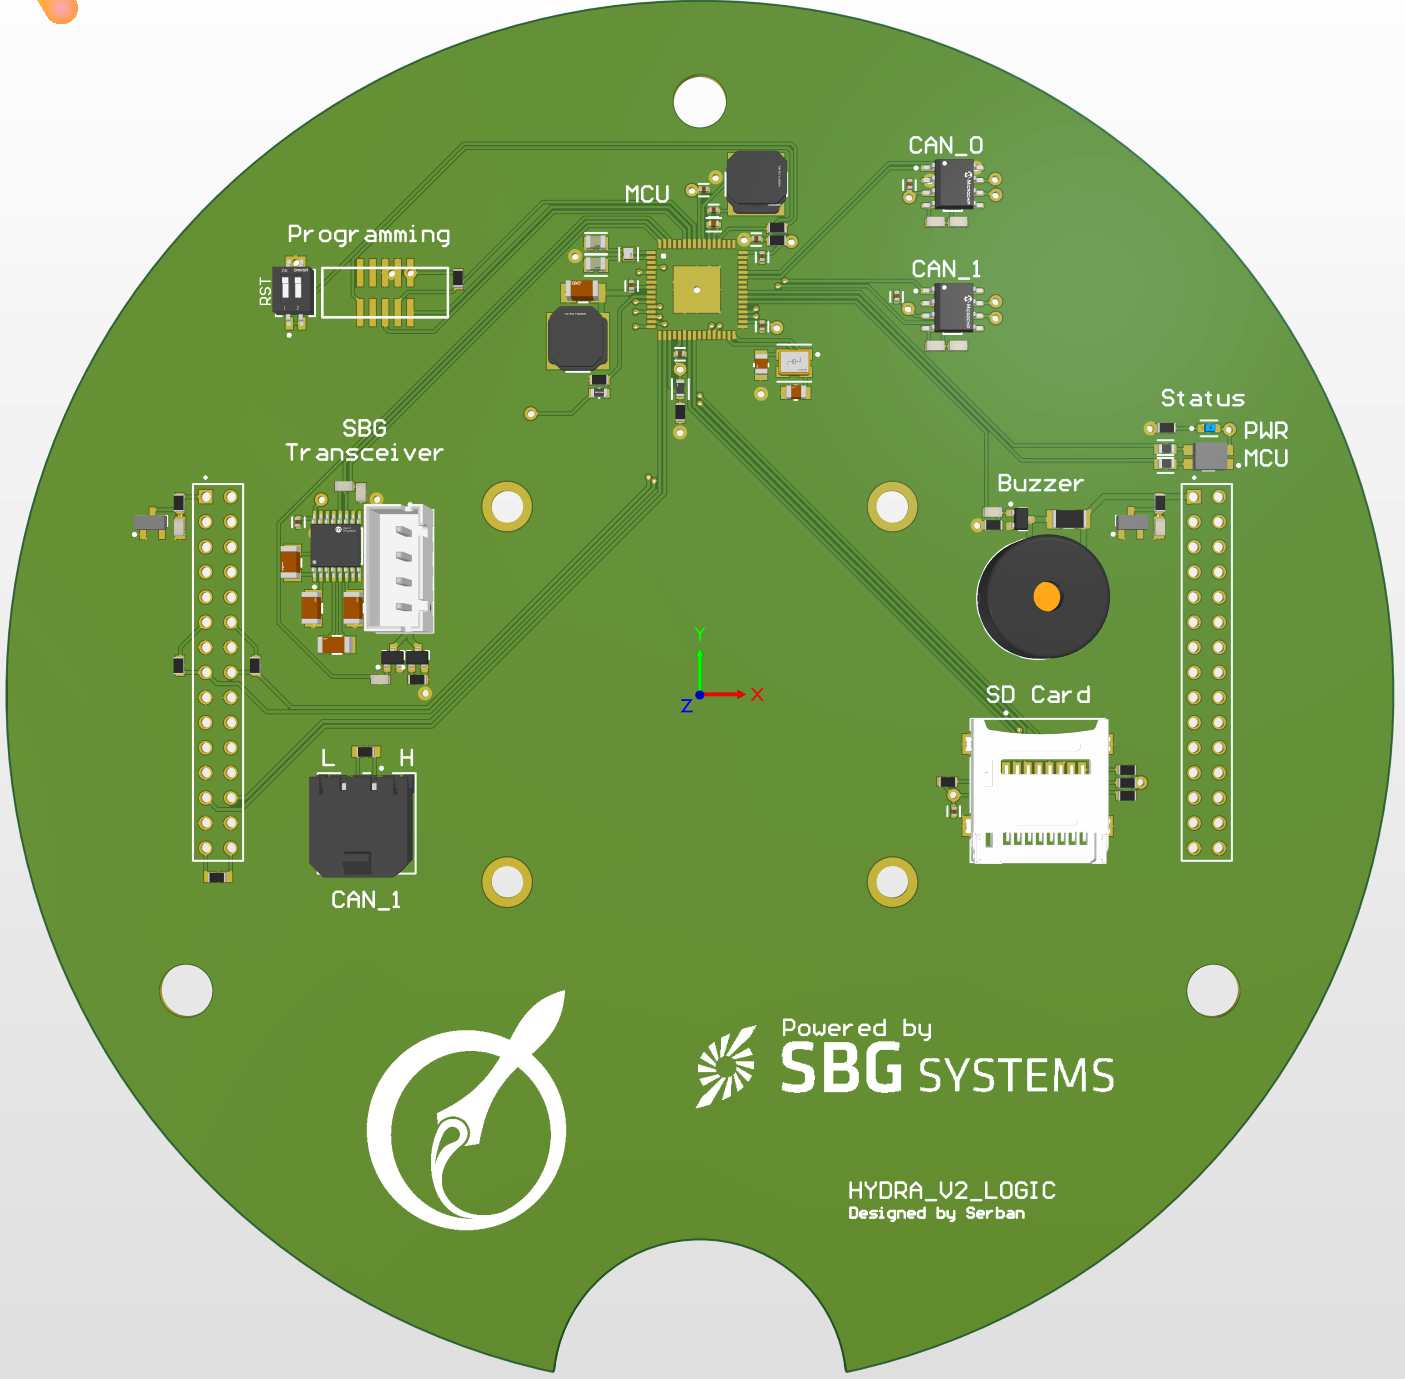 CAN_0
MCU
Programming
CAN_1
RST
Status
SBG
Transceiver
PWR
MCU
Buzzer
Y
X
Z
SD Card
L H
CAN_1
Powered by
SBG SYSTEMS
HYDRA_V2_LOGIC
Designed by Serban